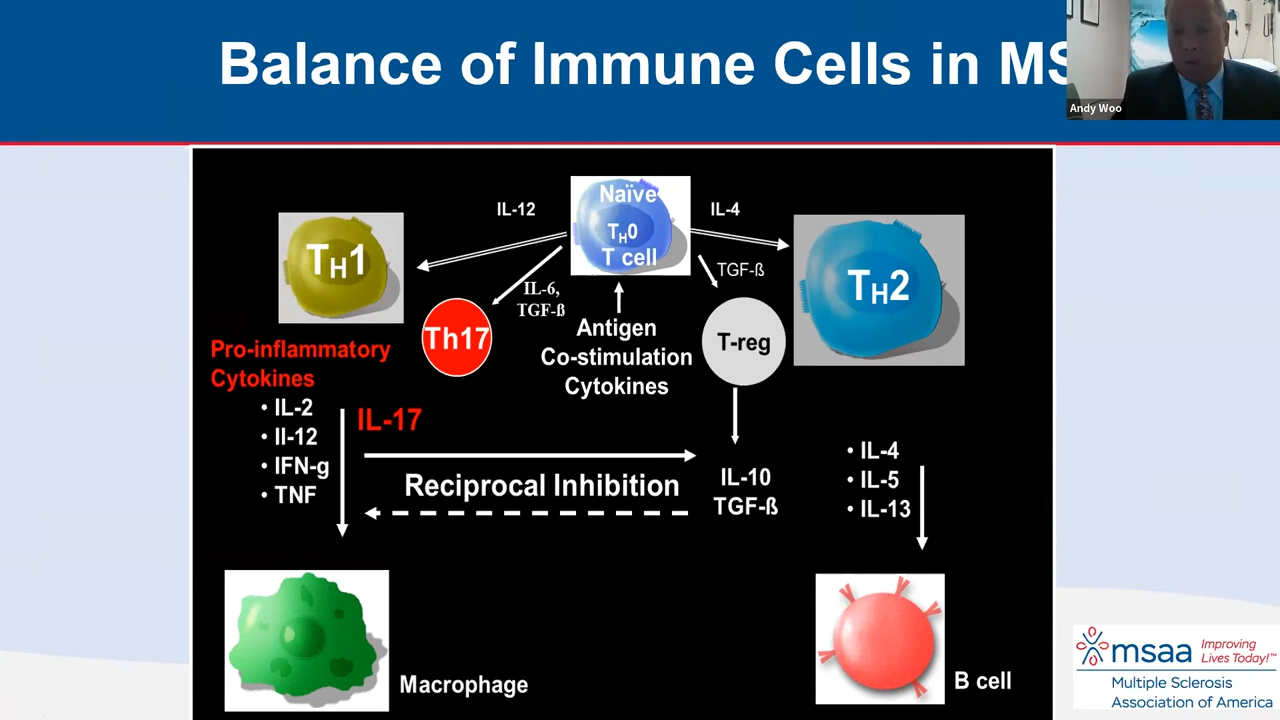 Balance of Immune Cells in MS
Andy Woo
Naïve
TH0
T cell
IL-12
IL-4
TH1
TH2
IL-6,
TGF-ß
TGF-ß
Th17
T-reg
Antigen
Co-stimulation
Cytokines
Pro-inflammatory
Cytokines
• IL-2
• Il-12
• IFN-g
• TNF
IL-17
Reciprocal Inhibition
IL-10
TGF-ß
• IL-4
• IL-5
• IL-13
Macrophage
B cell
msaa
Improving
Lives Today!™
Multiple Sclerosis
Association of America